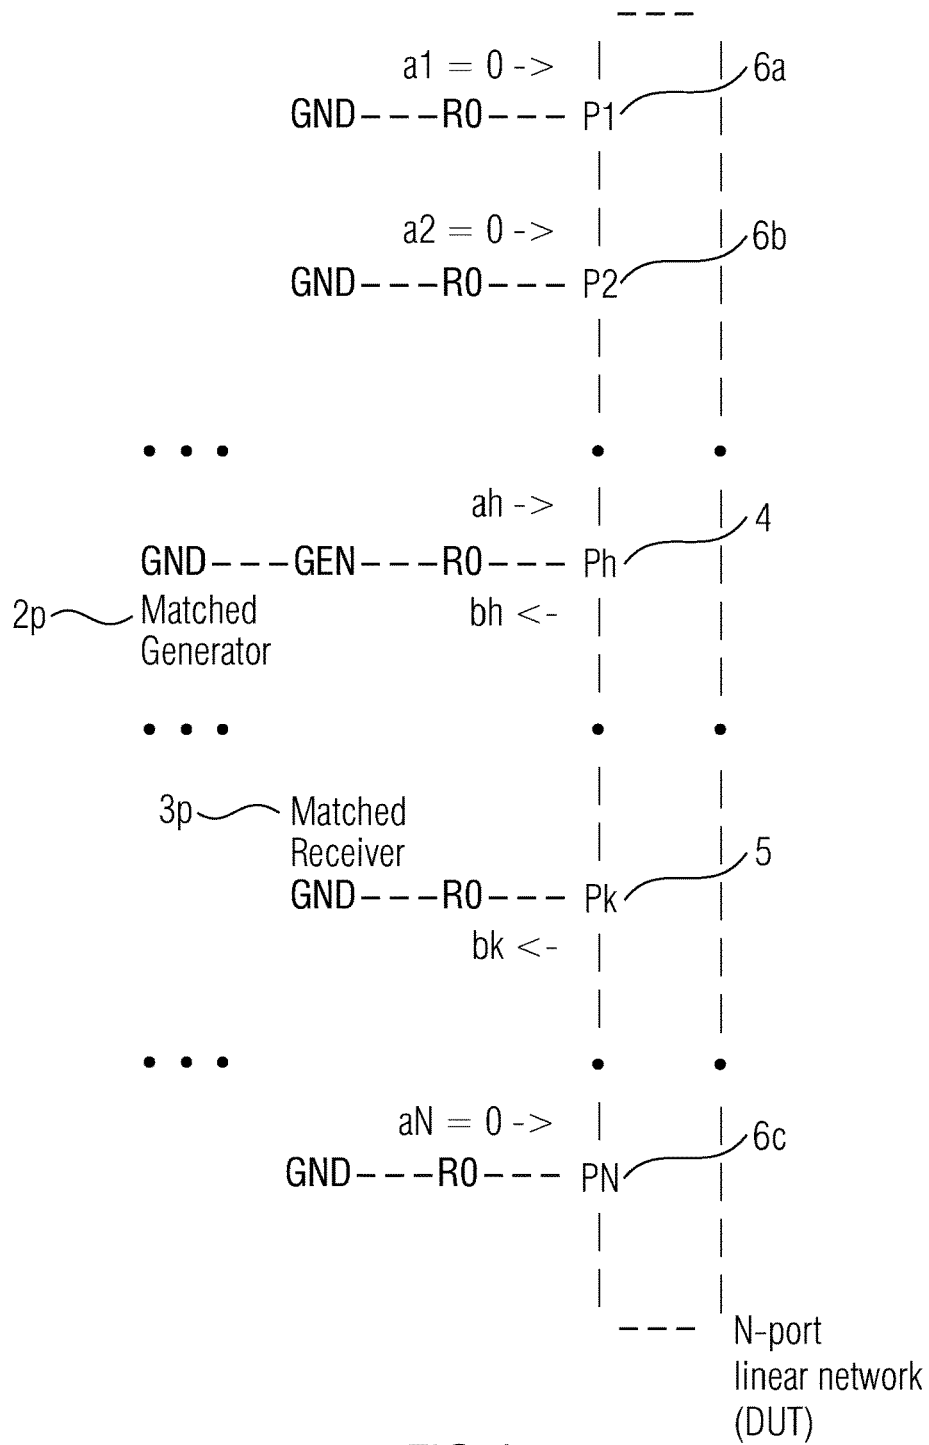 a1 = 0 ->
6a
GND---R0---P1
a2 = 0 ->
6b
GND---R0---P2
ah ->
4
GND---GEN---R0---Ph
2p
Matched
Generator
bh <-
3p
Matched
Receiver
5
GND---R0---Pk
bk <-
aN = 0 ->
6c
GND---R0---PN
N-port
linear network
(DUT)